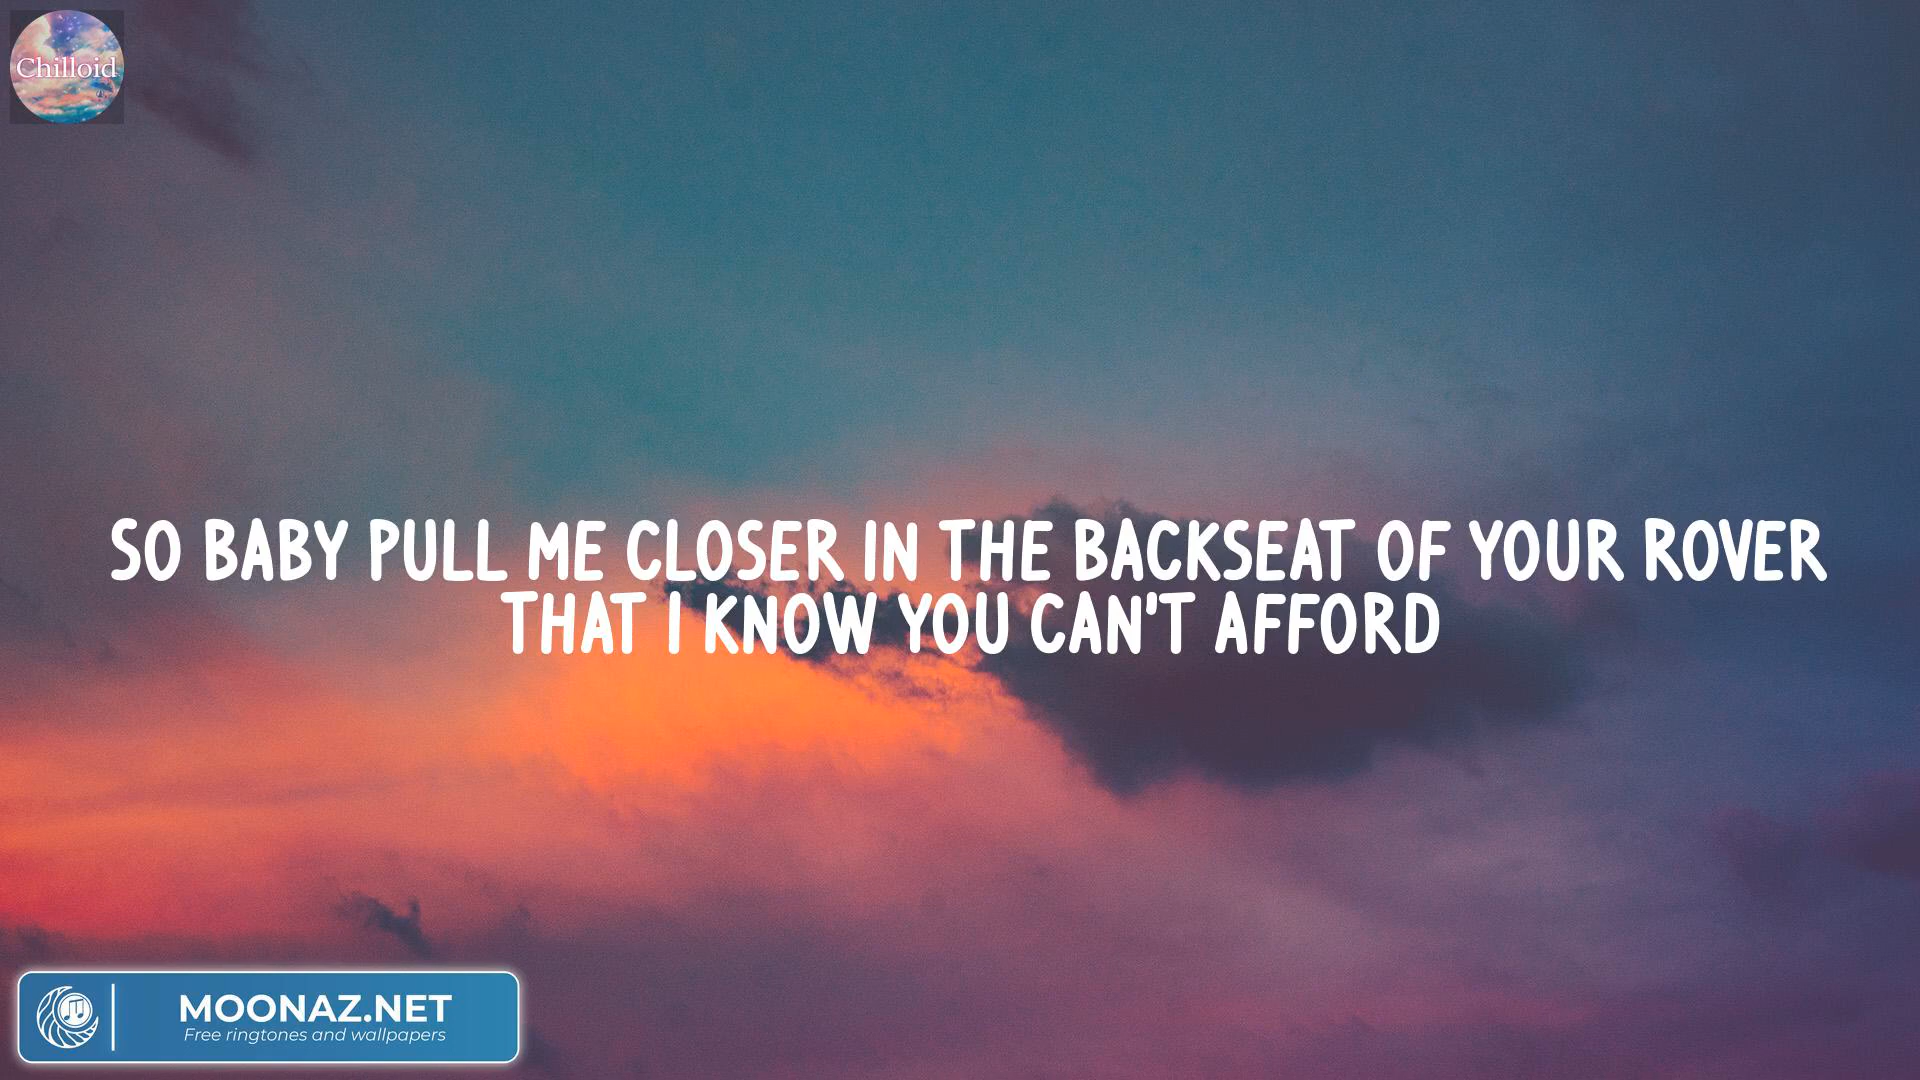 Chilloid
SO BABY PULL ME CLOSER IN THE BACKSEAT OF YOUR ROVER
THAT I KNOW YOU CAN'T AFFORD
MOONAZ.NET
Free ringtones and wallpapers